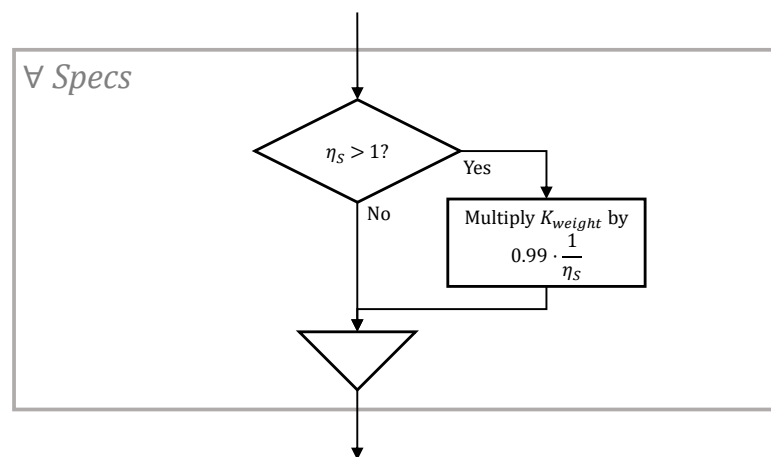 ∀ Specs
η_S > 1?
Yes
No
Multiply K_weight by
0.99 · 1/η_S